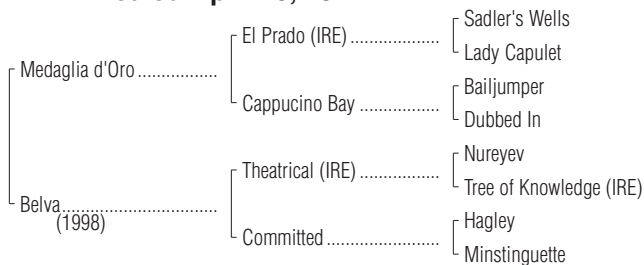 Sadler's Wells
El Prado (IRE) ....................
Lady Capulet
Medaglia d'Oro ................
Bailjumper
Cappucino Bay .................
Dubbed In
Nureyev
Theatrical (IRE) .................
Tree of Knowledge (IRE)
Belva................................
(1998)
Hagley
Committed ........................
Minstinguette